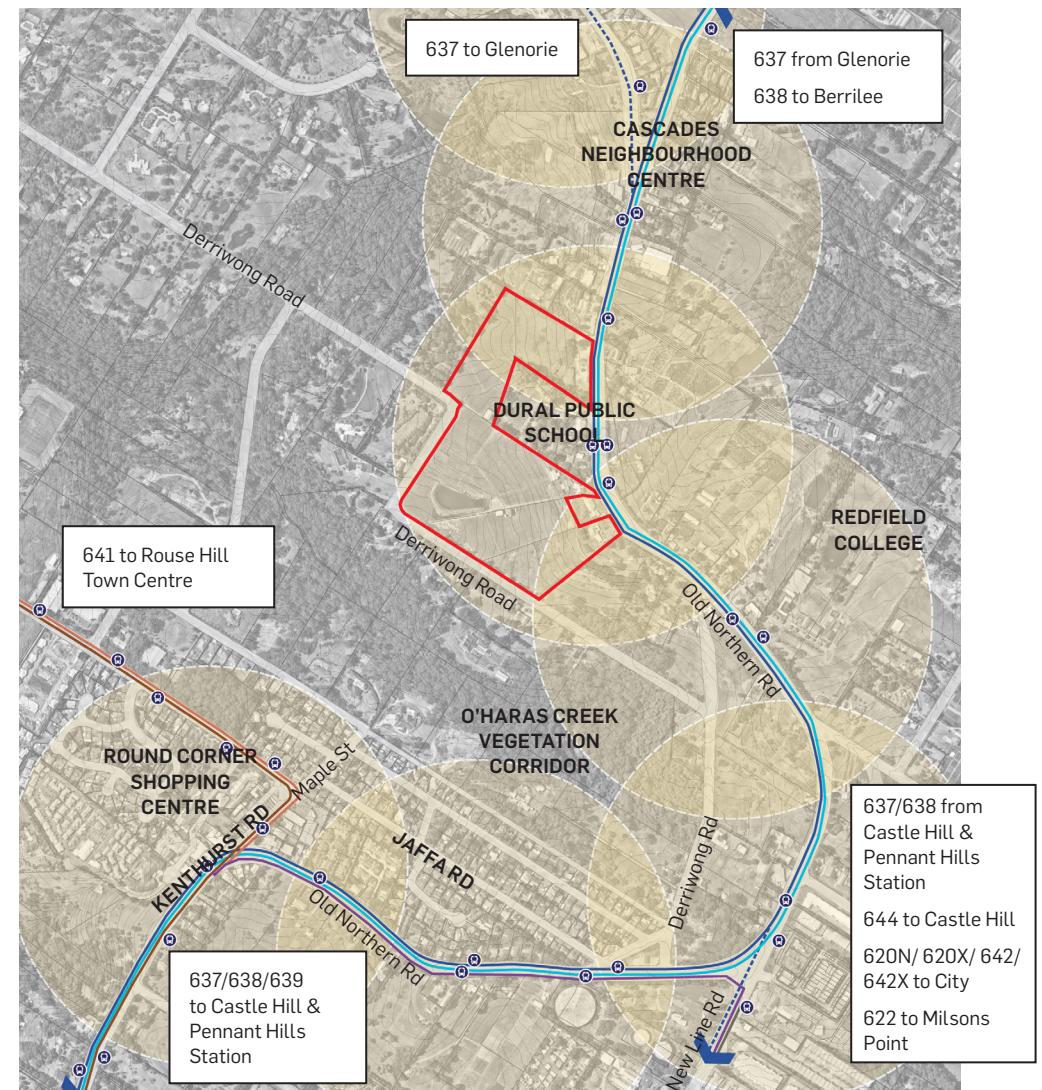 637 to Glenorie
637 from Glenorie
638 to Berrilee
CASCADES
NEIGHBOURHOOD
CENTRE
Derriwong Road
DURAL PUBLIC
SCHOOL
REDFIELD
COLLEGE
641 to Rouse Hill
Town Centre
Derriwong Road
Old Northern Rd
O'HARAS CREEK
VEGETATION
CORRIDOR
ROUND CORNER
SHOPPING
CENTRE
Maple St
KENTHURST RD
JAFFA RD
Derriwong Rd
637/638 from
Castle Hill &
Pennant Hills
Station
644 to Castle Hill
620N/ 620X/ 642/
642X to City
622 to Milsons
Point
Old Northern Rd
637/638/639
to Castle Hill &
Pennant Hills
Station
New Line Rd